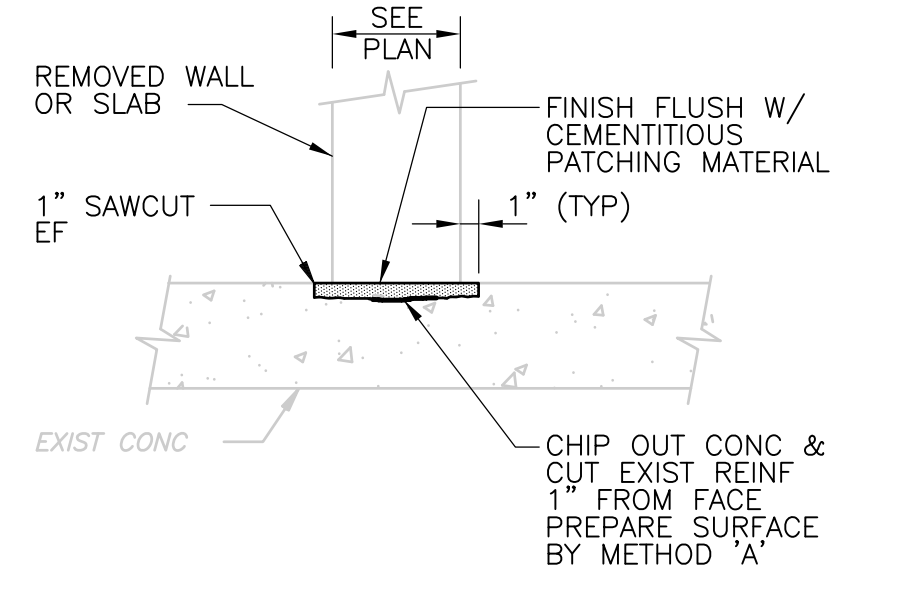 SEE
PLAN
REMOVED WALL
OR SLAB
FINISH FLUSH W/
CEMENTITIOUS
PATCHING MATERIAL
1” SAWCUT
EF
1” (TYP)
EXIST CONC
CHIP OUT CONC &
CUT EXIST REINF
1” FROM FACE
PREPARE SURFACE
BY METHOD 'A'